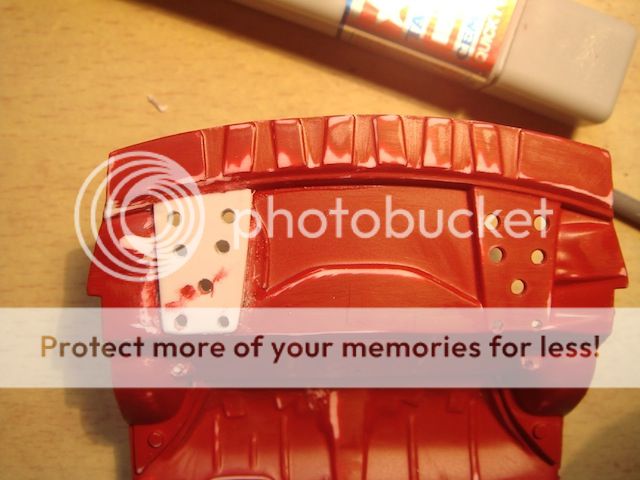 photobucket
Protect more of your memories for less!